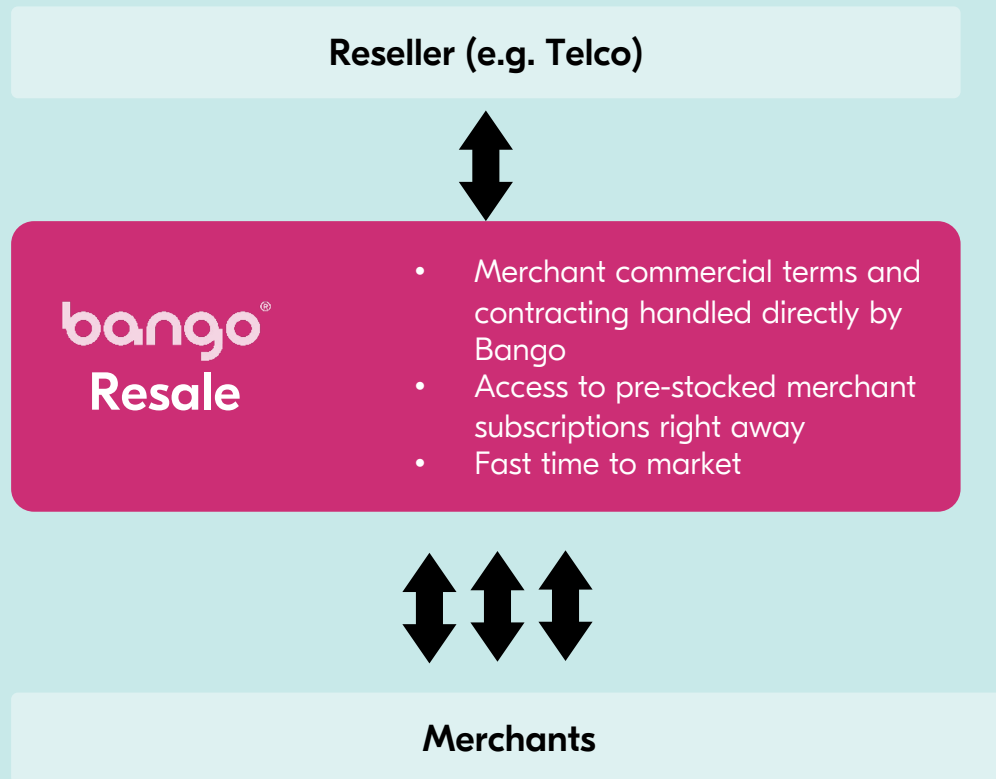 Reseller (e.g. Telco)
bango®
Resale
• Merchant commercial terms and
contracting handled directly by
Bango
• Access to pre-stocked merchant
subscriptions right away
• Fast time to market
Merchants